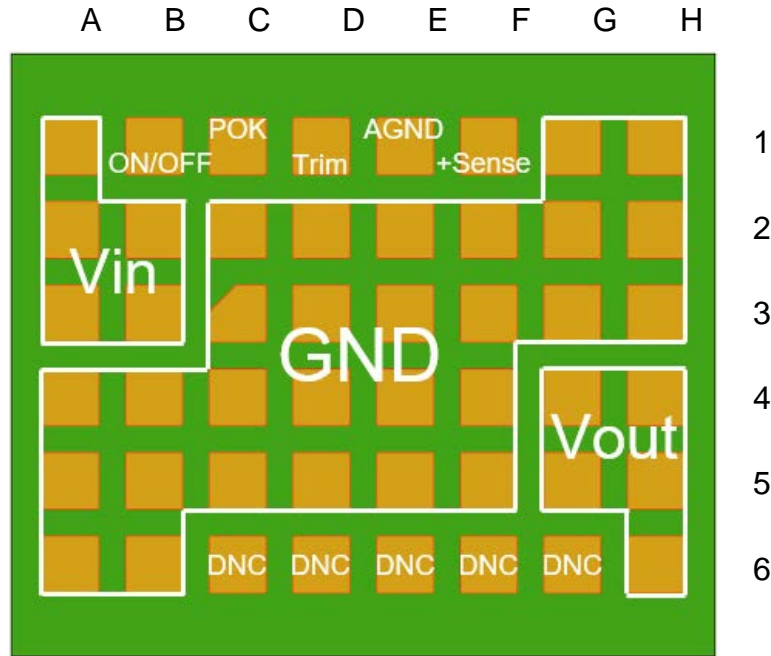 A B C D E F G H
POK AGND
1
ON/OFF Trim +Sense
2
Vin
3
GND
4
Vout
5
DNC DNC DNC DNC DNC
6